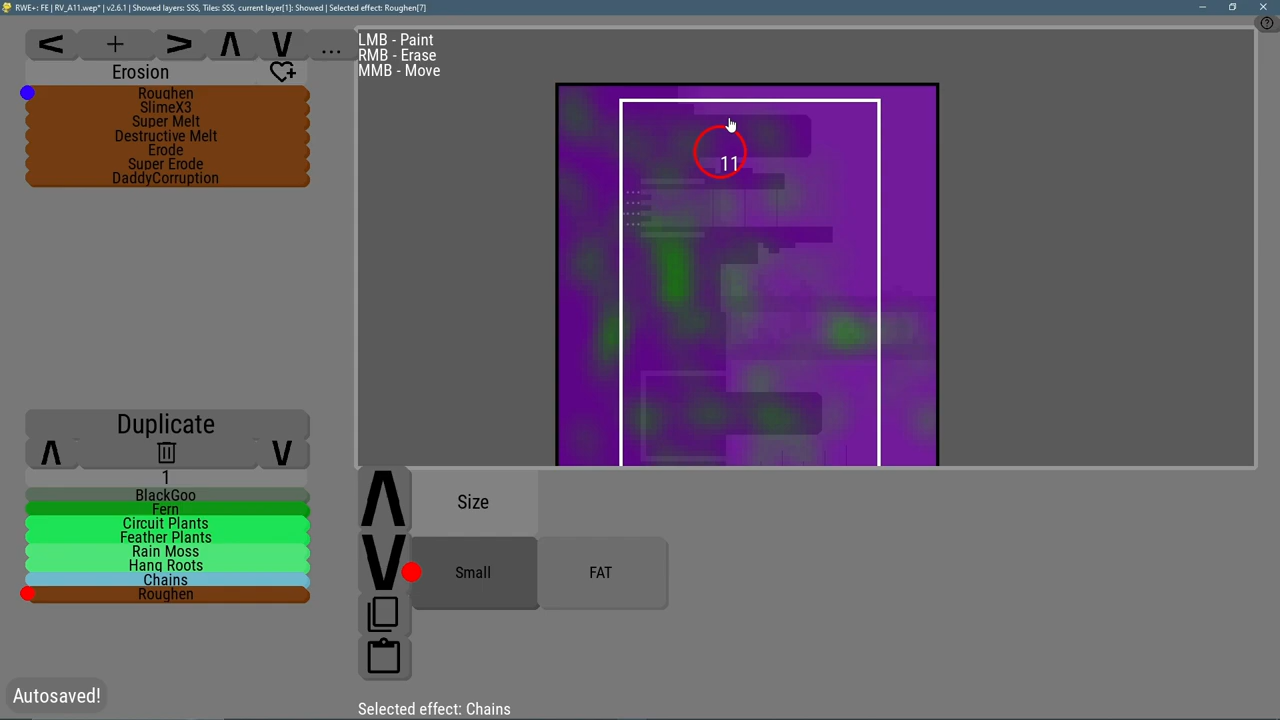 RWE+: FE | RV_A11.wep* | v2.6.1 | Showed layers: SSS, Tiles: SSS, current layer[1]: Showed | Selected effect: Roughen[7]
< + > Λ V ...
Erosion
Roughen
SlimeX3
Super Melt
Destructive Melt
Erode
Super Erode
DaddyCorruption
LMB - Paint
RMB - Erase
MMB - Move
11
Duplicate
Λ V
1
BlackGoo
Fern
Circuit Plants
Feather Plants
Rain Moss
Hang Roots
Chains
Roughen
Λ Size
V Small FAT
Autosaved!
Selected effect: Chains